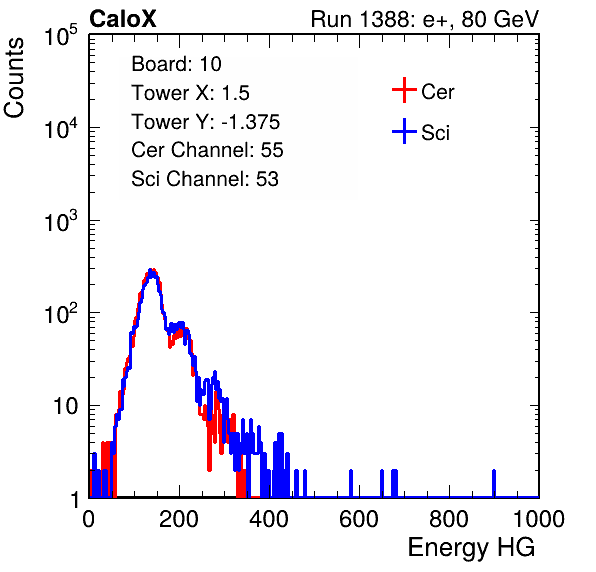 CaloX Run 1388: e+, 80 GeV
Counts
Board: 10
Tower X: 1.5
Tower Y: -1.375
Cer Channel: 55
Sci Channel: 53
Cer
Sci
10^5
10^4
10^3
10^2
10
1
0 200 400 600 800 1000
Energy HG